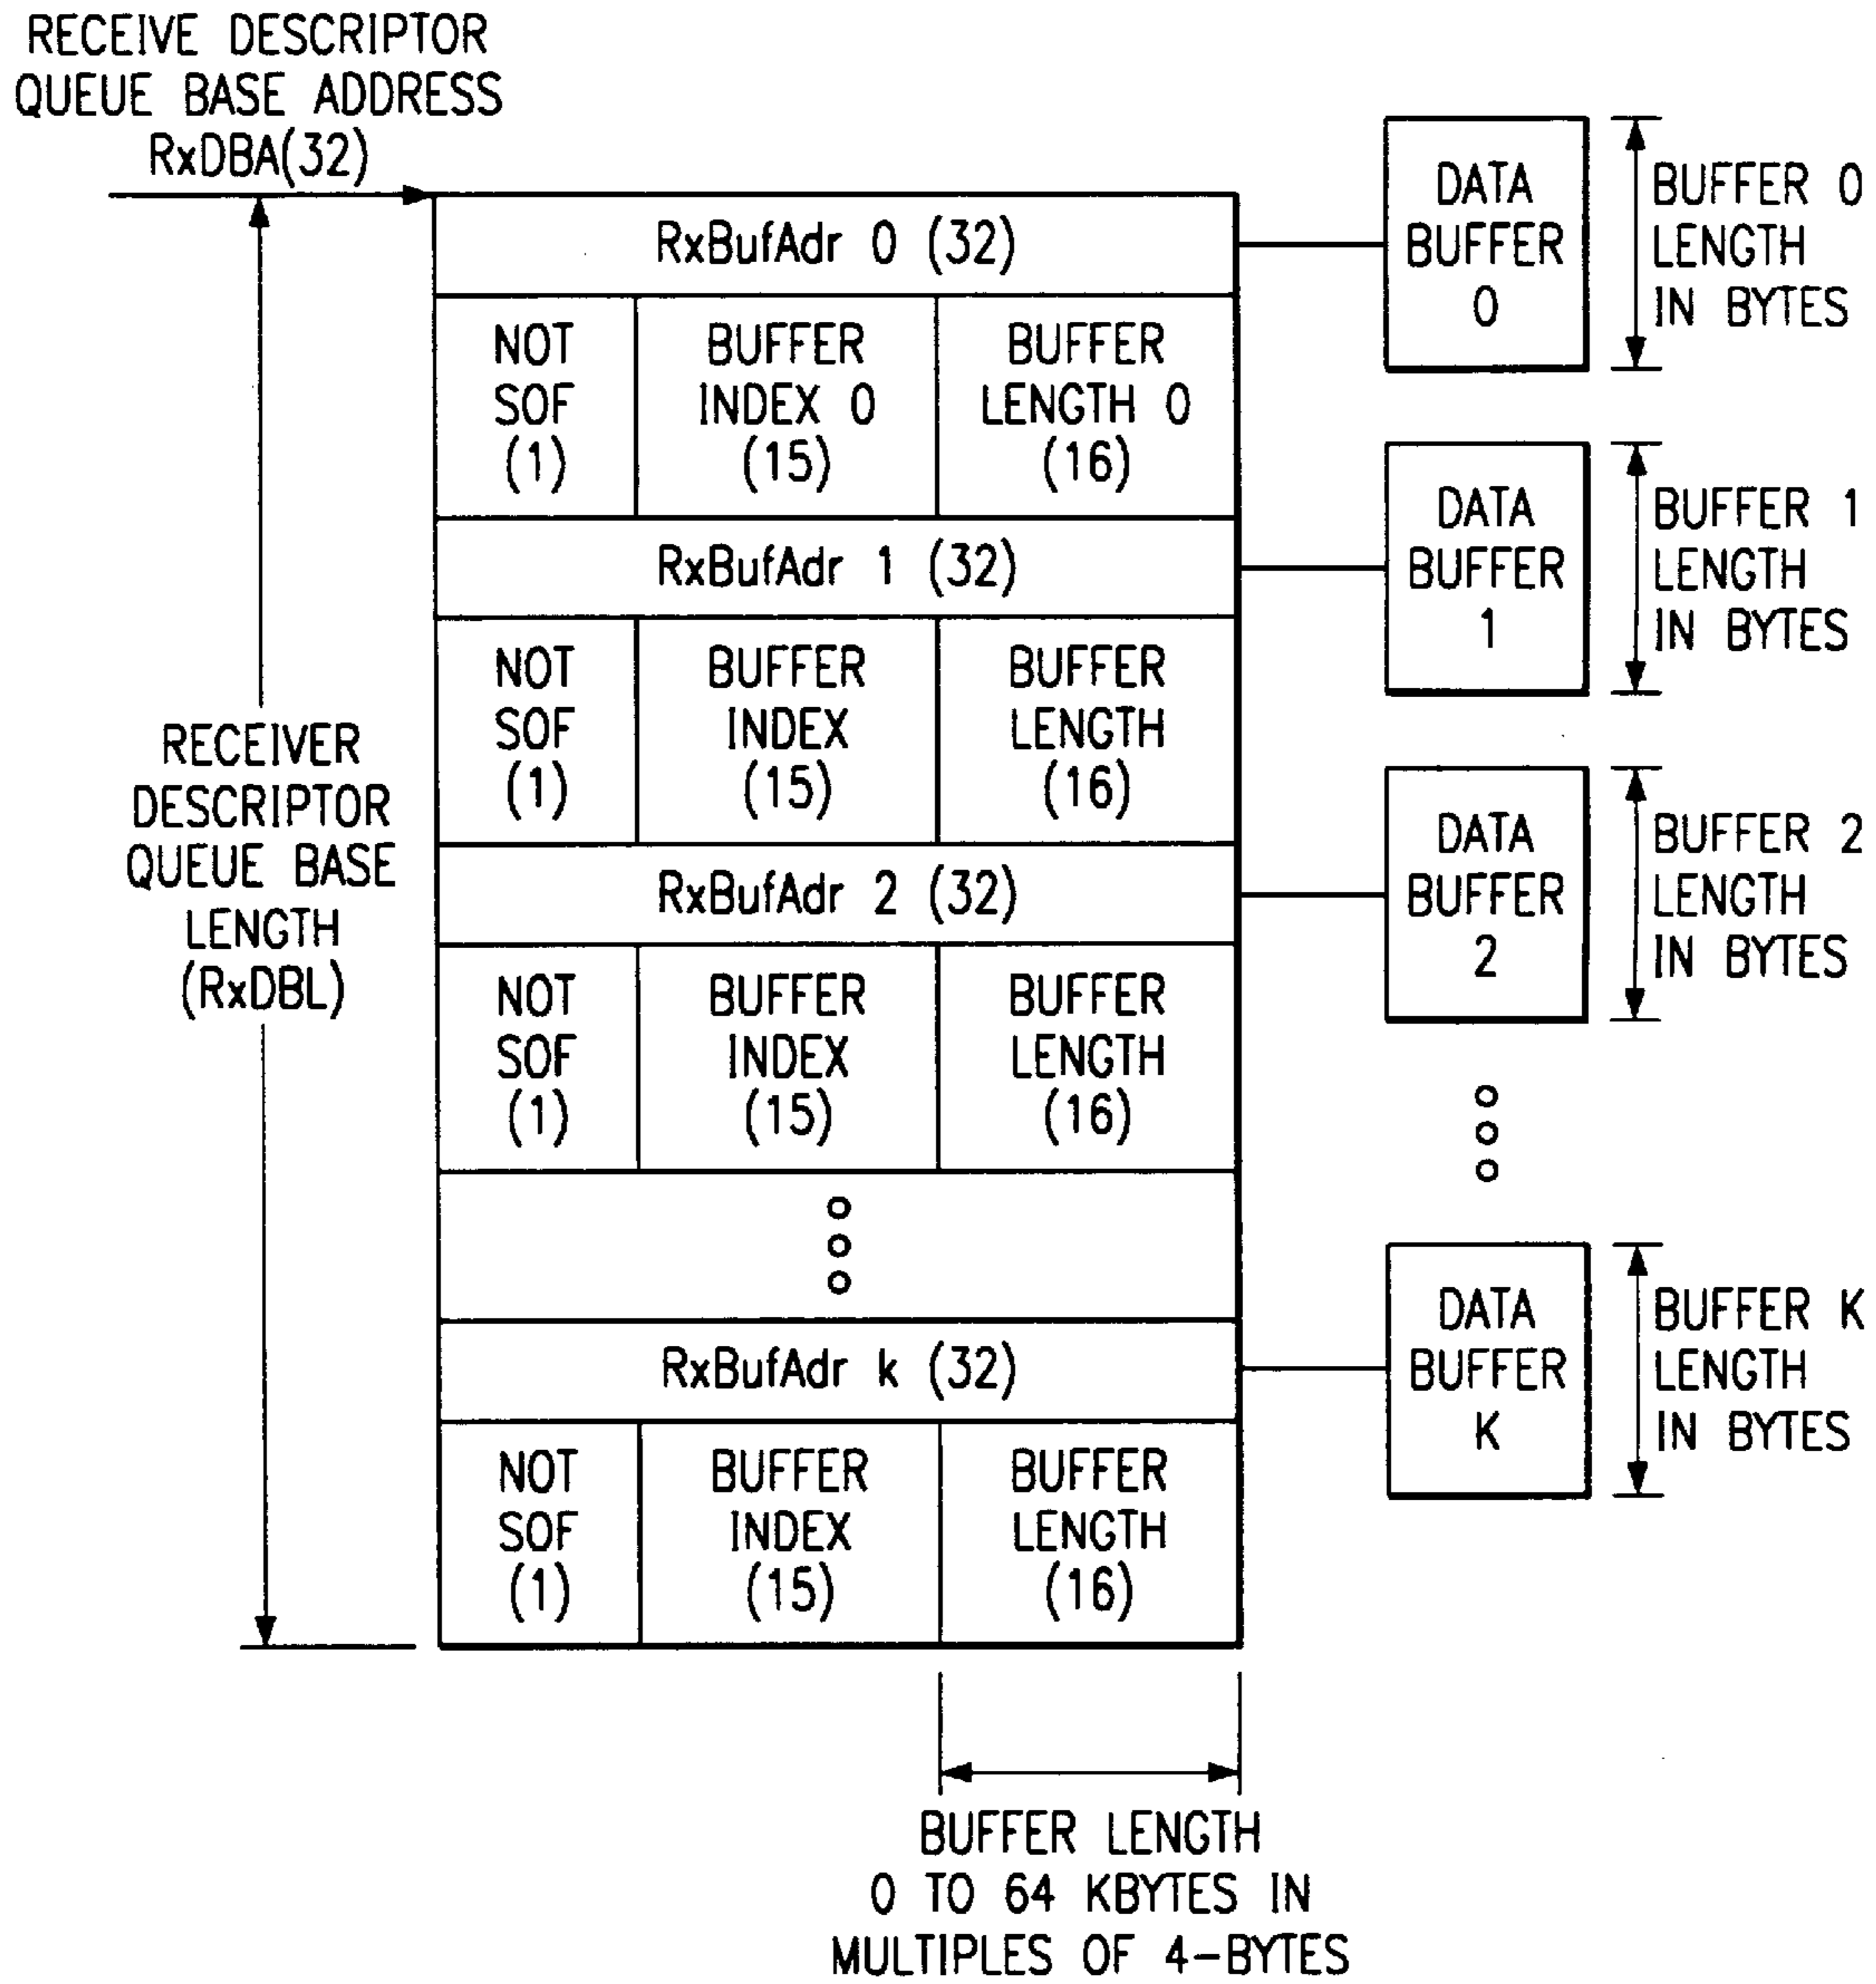 RECEIVE DESCRIPTOR
QUEUE BASE ADDRESS
RxDBA(32)
RxBufAdr 0 (32)
NOT
SOF
(1)
BUFFER
INDEX 0
(15)
BUFFER
LENGTH 0
(16)
DATA
BUFFER
0
BUFFER 0
LENGTH
IN BYTES
RxBufAdr 1 (32)
NOT
SOF
(1)
BUFFER
INDEX
(15)
BUFFER
LENGTH
(16)
DATA
BUFFER
1
BUFFER 1
LENGTH
IN BYTES
RECEIVER
DESCRIPTOR
QUEUE BASE
LENGTH
(RxDBL)
RxBufAdr 2 (32)
NOT
SOF
(1)
BUFFER
INDEX
(15)
BUFFER
LENGTH
(16)
DATA
BUFFER
2
BUFFER 2
LENGTH
IN BYTES
RxBufAdr k (32)
NOT
SOF
(1)
BUFFER
INDEX
(15)
BUFFER
LENGTH
(16)
DATA
BUFFER
K
BUFFER K
LENGTH
IN BYTES
BUFFER LENGTH
0 TO 64 KBYTES IN
MULTIPLES OF 4-BYTES